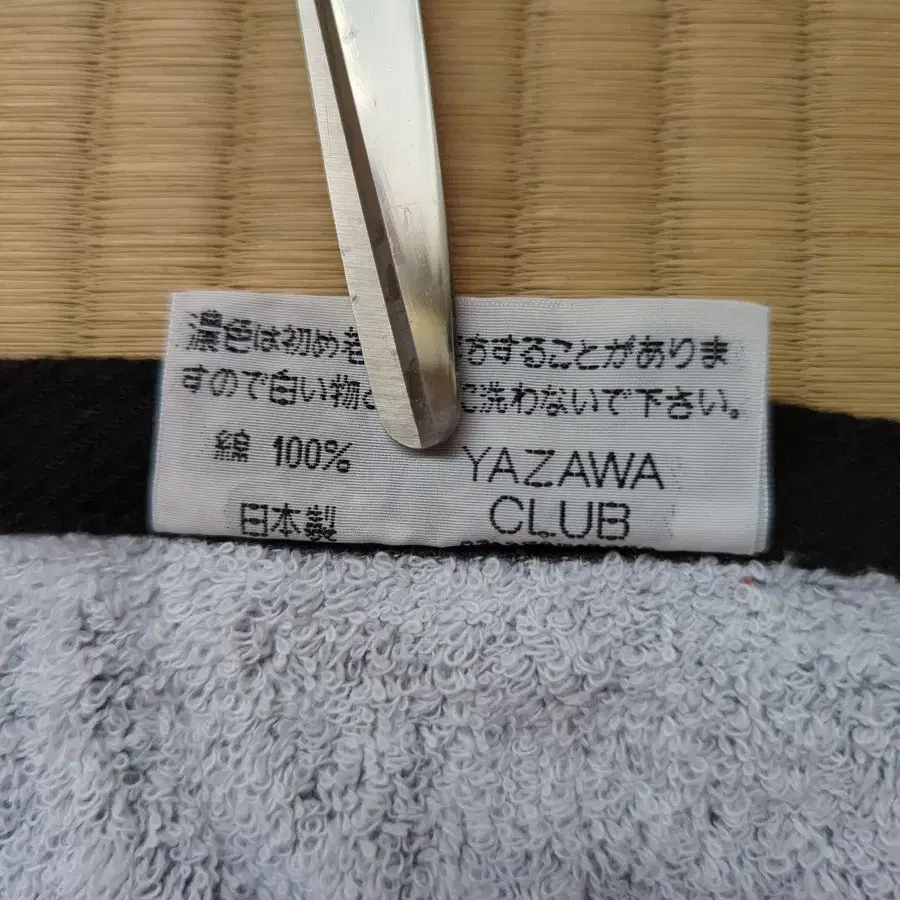 濃色は初め ちすることがありま
すので白い物 洗わないで下さい。
綿 100% YAZAWA
日本製 CLUB